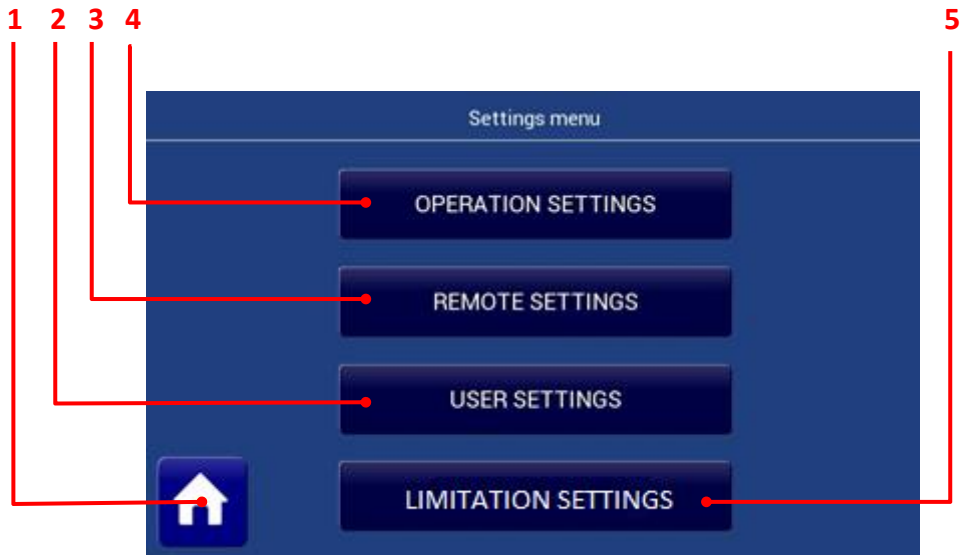 1 2 3 4 5
Settings menu
OPERATION SETTINGS
REMOTE SETTINGS
USER SETTINGS
LIMITATION SETTINGS